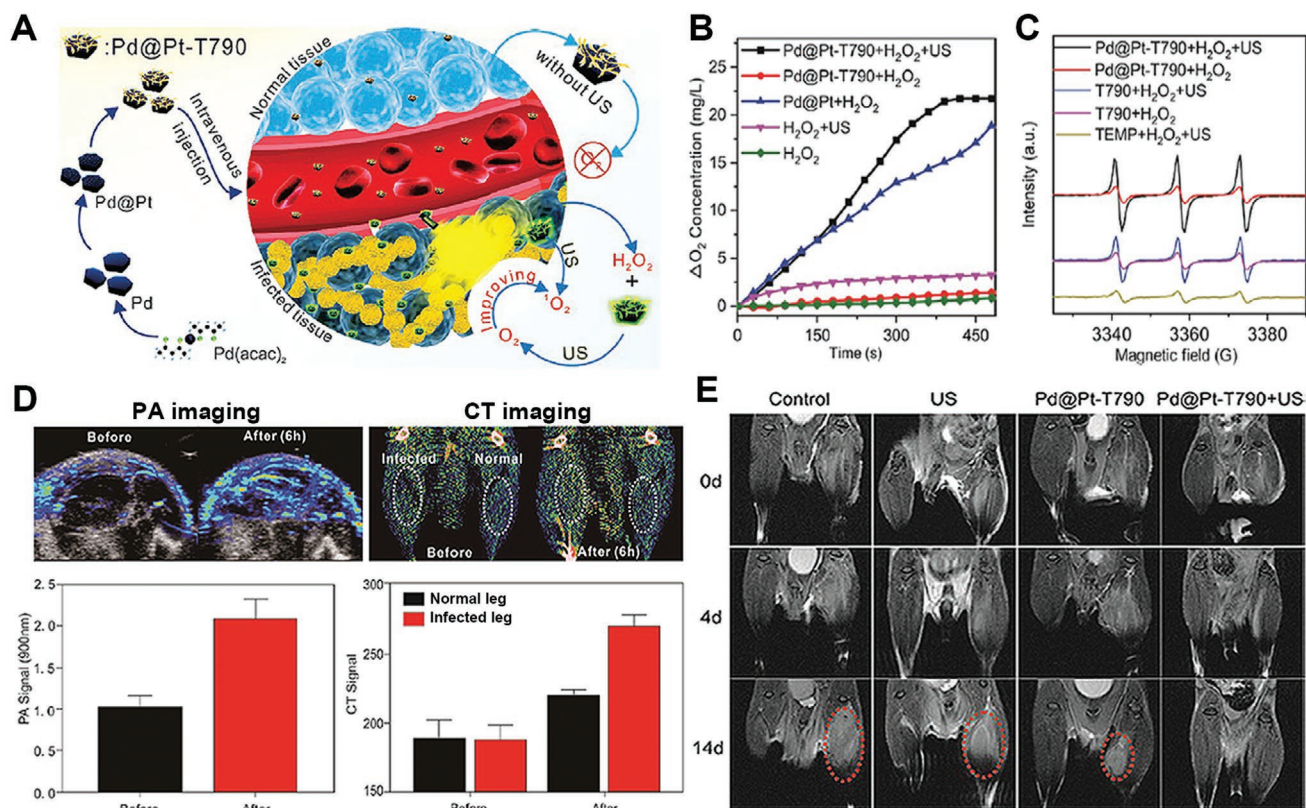 A
:Pd@Pt-T790
Intravenous
injection
Pd@Pt
Pd
Pd(acac)₂
Normal tissue
Infected tissue
without US
O₂
US
H₂O₂
+
Improving
¹O₂
O₂
US
B
Pd@Pt-T790+H₂O₂+US
Pd@Pt-T790+H₂O₂
Pd@Pt+H₂O₂
H₂O₂+US
H₂O₂
ΔO₂ Concentration (mg/L)
25
20
15
10
5
0
0 150 300 450
Time (s)
C
Pd@Pt-T790+H₂O₂+US
Pd@Pt-T790+H₂O₂
T790+H₂O₂+US
T790+H₂O₂
TEMP+H₂O₂+US
Intensity (a.u.)
3340 3360 3380
Magnetic field (G)
D
PA imaging
Before After (6h)
CT imaging
Infected Normal
Before After (6h)
PA Signal (900nm)
2.5
2.0
1.5
1.0
0.5
0.0
Before After
CT Signal
300
250
200
150
Normal leg
Infected leg
Before After
E
Control US Pd@Pt-T790 Pd@Pt-T790+US
0d
4d
14d